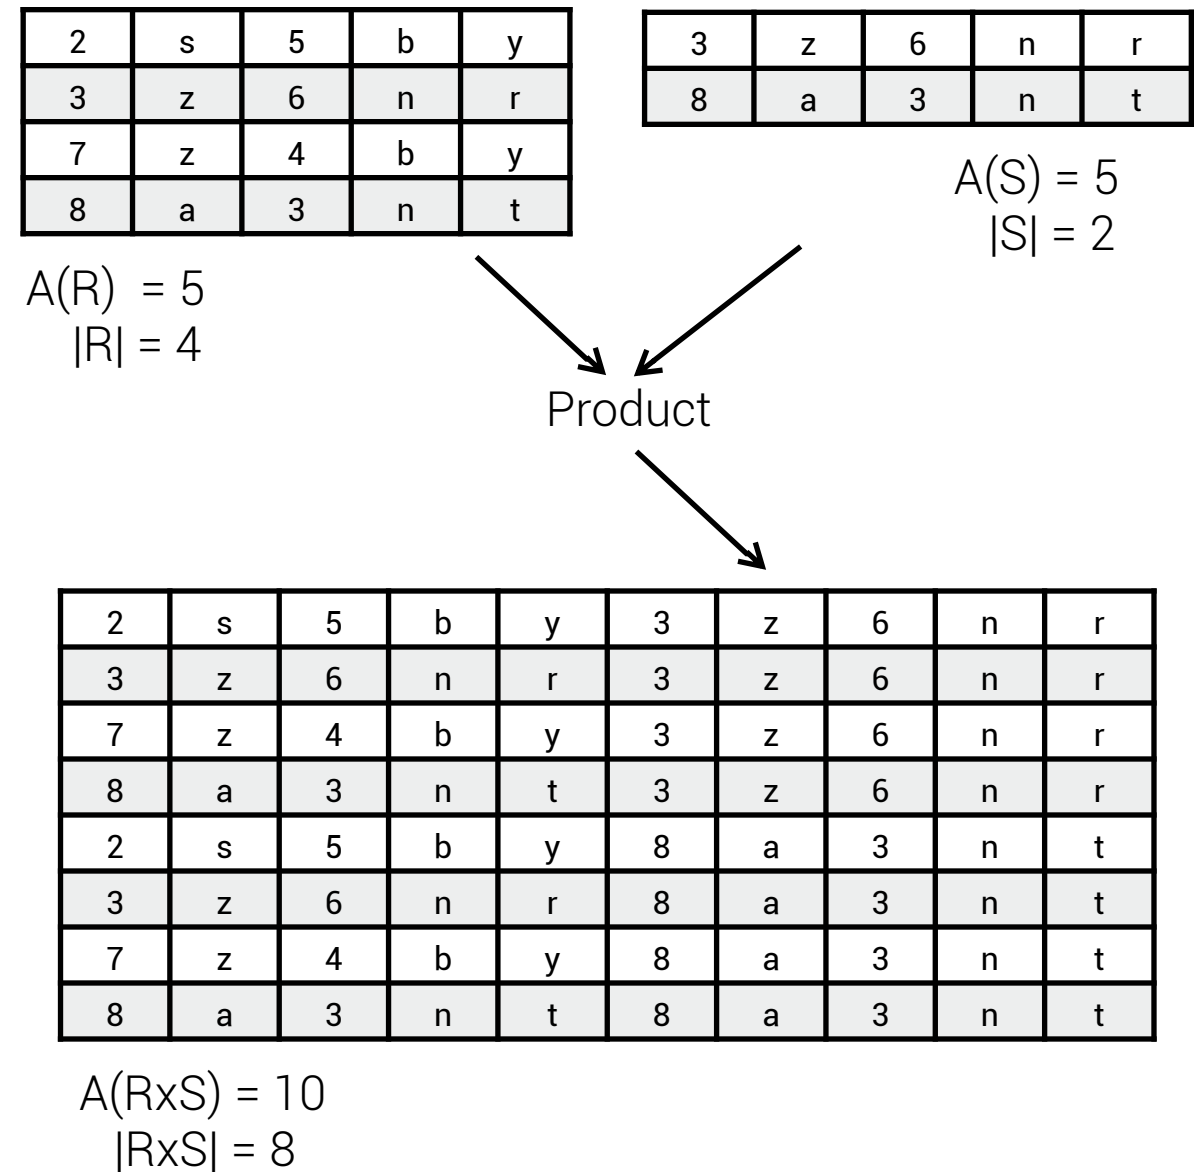 2 s 5 b y
3 z 6 n r
7 z 4 b y
8 a 3 n t
A(R) = 5
|R| = 4
3 z 6 n r
8 a 3 n t
A(S) = 5
|S| = 2
Product
2 s 5 b y 3 z 6 n r
3 z 6 n r 3 z 6 n r
7 z 4 b y 3 z 6 n r
8 a 3 n t 3 z 6 n r
2 s 5 b y 8 a 3 n t
3 z 6 n r 8 a 3 n t
7 z 4 b y 8 a 3 n t
8 a 3 n t 8 a 3 n t
A(RxS) = 10
|RxS| = 8